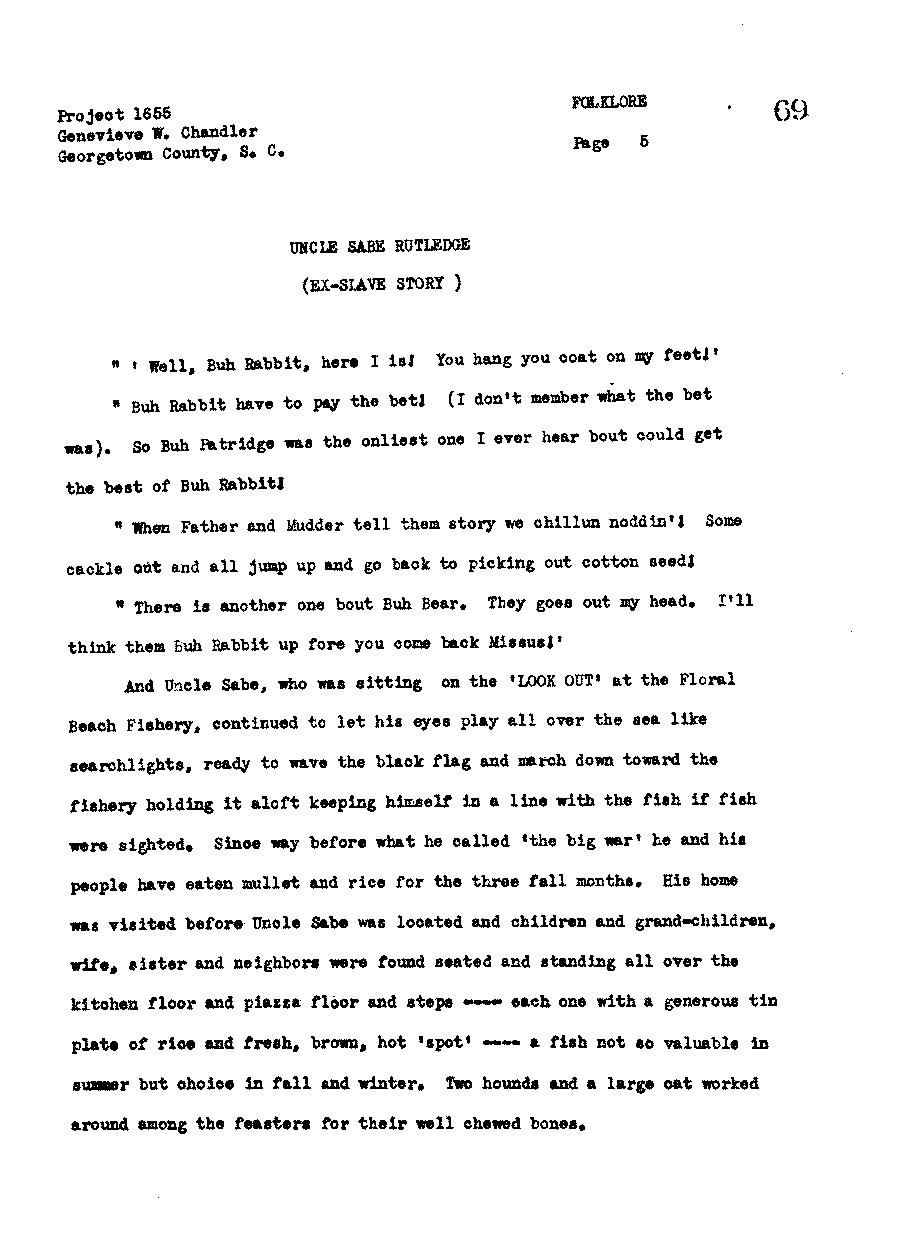 Project 1655
Genevieve W. Chandler
Georgetown County, S. C.
FOLKLORE
Page 5
69
UNCLE SABE RUTLEDGE
(EX-SLAVE STORY )
" ' Well, Buh Rabbit, here I is! You hang you coat on my feet!'
" Buh Rabbit have to pay the bet! (I don't member what the bet
was). So Buh Patridge was the onliest one I ever hear bout could get
the best of Buh Rabbit!
" When Father and Mudder tell them story we chillun noddin'! Some
cackle out and all jump up and go back to picking out cotton seed!
" There is another one bout Buh Bear. They goes out my head. I'll
think them Buh Rabbit up fore you come back Missus!'
And Uncle Sabe, who was sitting on the 'LOOK OUT' at the Floral
Beach Fishery, continued to let his eyes play all over the sea like
searchlights, ready to wave the black flag and march down toward the
fishery holding it aloft keeping himself in a line with the fish if fish
were sighted. Since way before what he called 'the big war' he and his
people have eaten mullet and rice for the three fall months. His home
was visited before Uncle Sabe was located and children and grand-children,
wife, sister and neighbors were found seated and standing all over the
kitchen floor and piazza floor and steps ---- each one with a generous tin
plate of rice and fresh, brown, hot 'spot' ---- a fish not so valuable in
summer but choice in fall and winter. Two hounds and a large cat worked
around among the feasters for their well chewed bones.